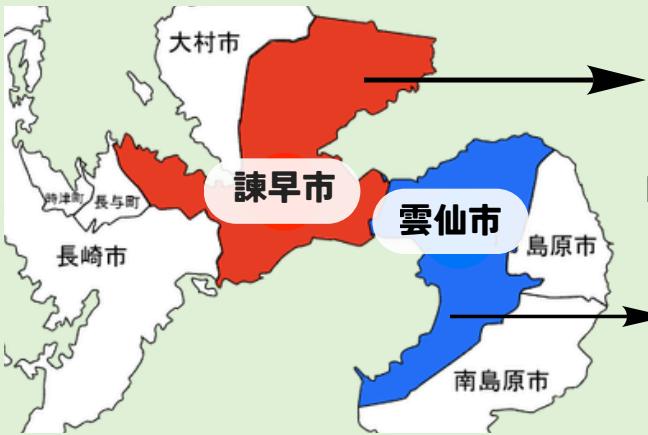 大村市
諫早市
時津町
長与町
雲仙市
長崎市
島原市
南島原市